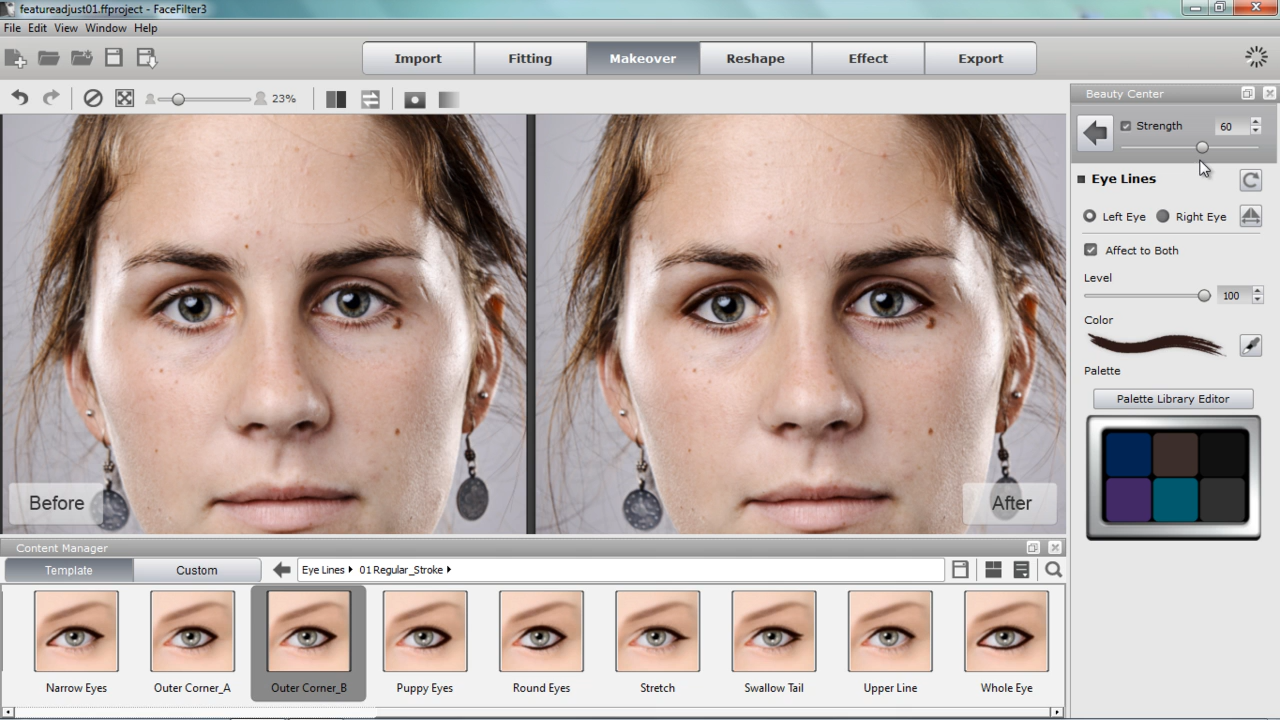 featureadjust01.ffproject - FaceFilter3
File Edit View Window Help
Import Fitting Makeover Reshape Effect Export
23%
Beauty Center
Strength 60
Eye Lines
Left Eye Right Eye
Affect to Both
Level
100
Color
Palette
Palette Library Editor
Before
After
Content Manager
Template Custom Eye Lines 01 Regular_Stroke
Narrow Eyes Outer Corner_A Outer Corner_B Puppy Eyes Round Eyes Stretch Swallow Tail Upper Line Whole Eye